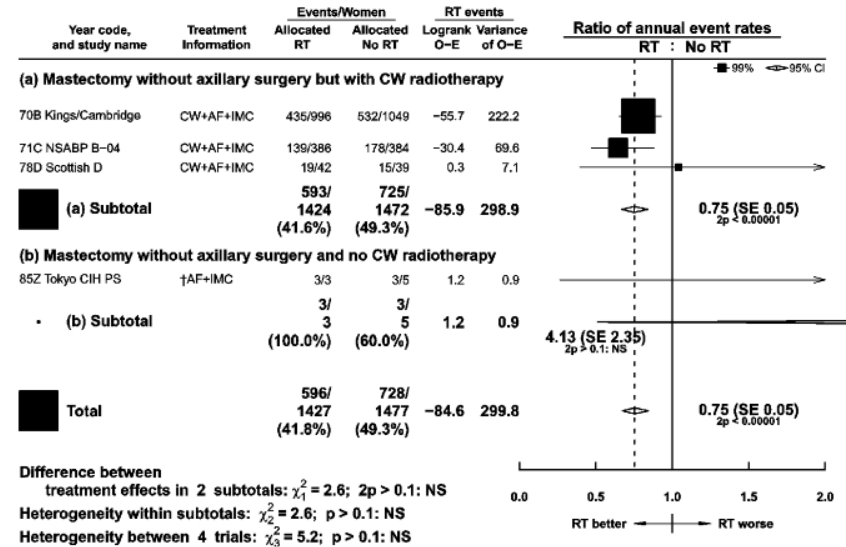 Events/Women RT events
Year code, Treatment Allocated Allocated Logrank Variance Ratio of annual event rates
and study name Information RT No RT O−E of O−E RT : No RT
99% 95% CI
(a) Mastectomy without axillary surgery but with CW radiotherapy
70B Kings/Cambridge CW+AF+IMC 435/996 532/1049 −55.7 222.2
71C NSABP B−04 CW+AF+IMC 139/386 178/384 −30.4 69.6
78D Scottish D CW+AF+IMC 19/42 15/39 0.3 7.1
593/ 725/
(a) Subtotal 1424 1472 −85.9 298.9 0.75 (SE 0.05)
(41.6%) (49.3%) 2p < 0.00001
(b) Mastectomy without axillary surgery and no CW radiotherapy
85Z Tokyo CIH PS †AF+IMC 3/3 3/5 1.2 0.9
3/ 3/
(b) Subtotal 3 5 1.2 0.9
(100.0%) (60.0%) 4.13 (SE 2.35)
2p > 0.1: NS
596/ 728/
Total 1427 1477 −84.6 299.8 0.75 (SE 0.05)
(41.8%) (49.3%) 2p < 0.00001
Difference between
treatment effects in 2 subtotals: χ²₁ = 2.6; 2p > 0.1: NS
Heterogeneity within subtotals: χ²₂ = 2.6; p > 0.1: NS
Heterogeneity between 4 trials: χ²₃ = 5.2; p > 0.1: NS
0.0 0.5 1.0 1.5 2.0
RT better RT worse